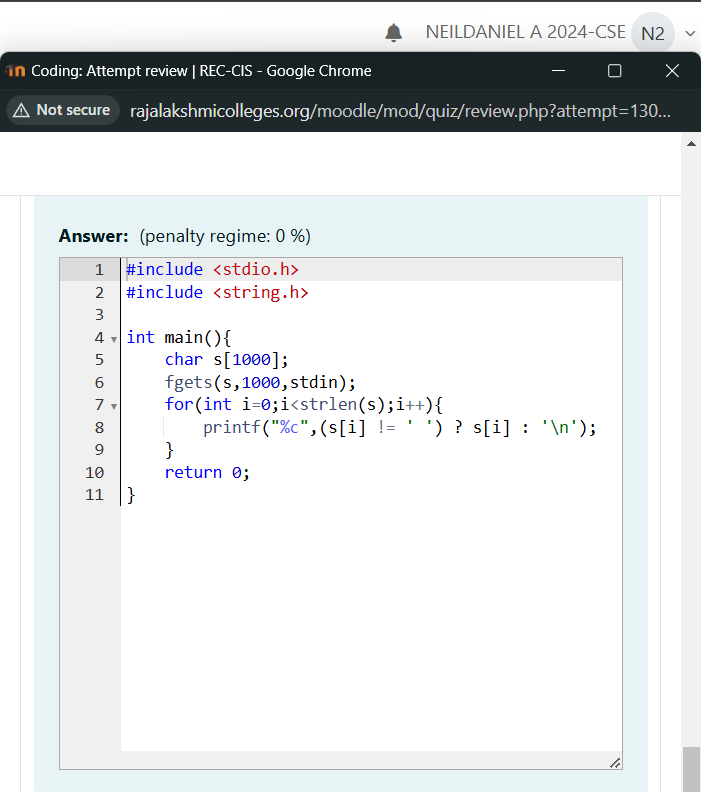 NEILDANIEL A 2024-CSE N2
Coding: Attempt review | REC-CIS - Google Chrome
Not secure rajalakshmicolleges.org/moodle/mod/quiz/review.php?attempt=130...
Answer: (penalty regime: 0 %)
1 #include <stdio.h>
2 #include <string.h>
3
4 int main(){
5     char s[1000];
6     fgets(s,1000,stdin);
7     for(int i=0;i<strlen(s);i++){
8         printf("%c",(s[i] != ' ') ? s[i] : '\n');
9     }
10     return 0;
11 }